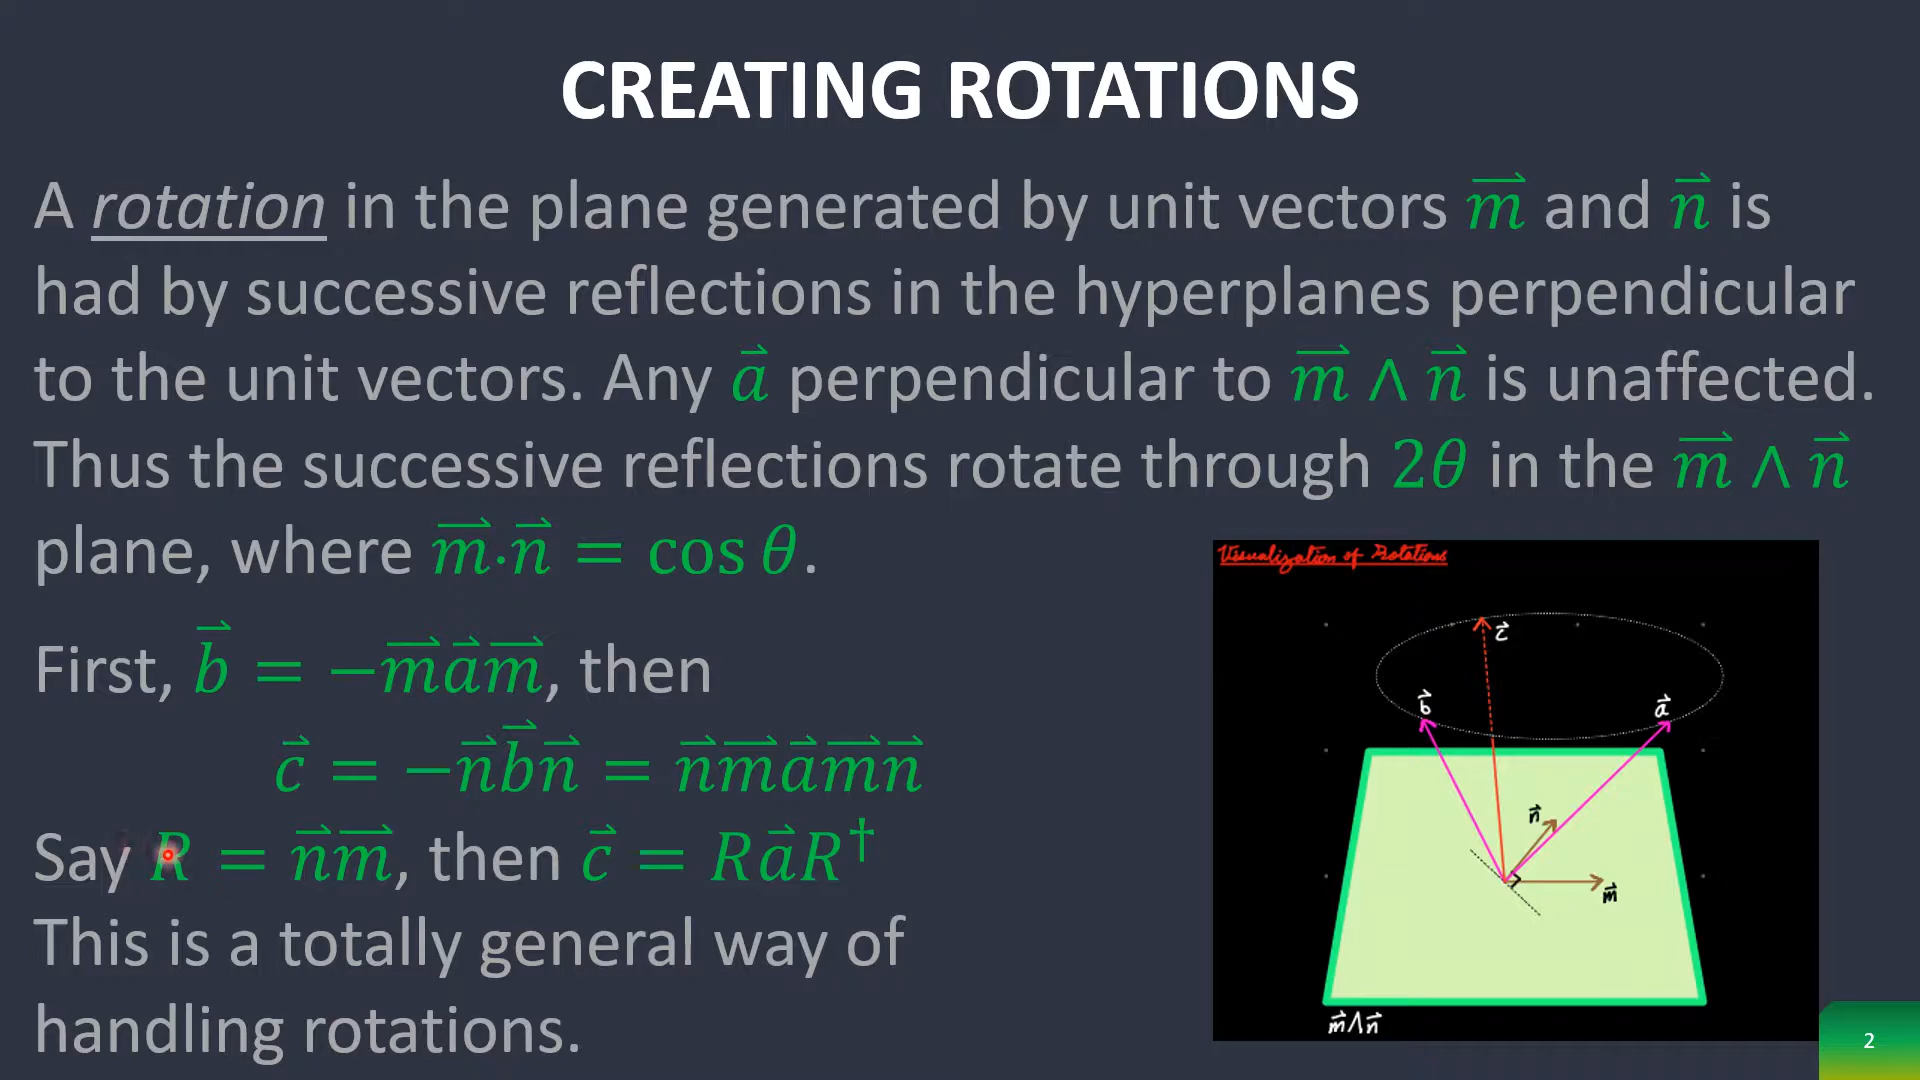 CREATING ROTATIONS
A rotation in the plane generated by unit vectors m⃗ and n⃗ is
had by successive reflections in the hyperplanes perpendicular
to the unit vectors. Any a⃗ perpendicular to m⃗ ∧ n⃗ is unaffected.
Thus the successive reflections rotate through 2θ in the m⃗ ∧ n⃗
plane, where m⃗·n⃗ = cos θ.
First, b⃗ = −m⃗a⃗m⃗, then
c⃗ = −n⃗b⃗n⃗ = n⃗m⃗a⃗m⃗n⃗
Say R = n⃗m⃗, then c⃗ = Ra⃗R†
This is a totally general way of
handling rotations.
Visualization of Rotations
c⃗
b⃗
a⃗
n⃗
m⃗
m⃗∧n⃗
2